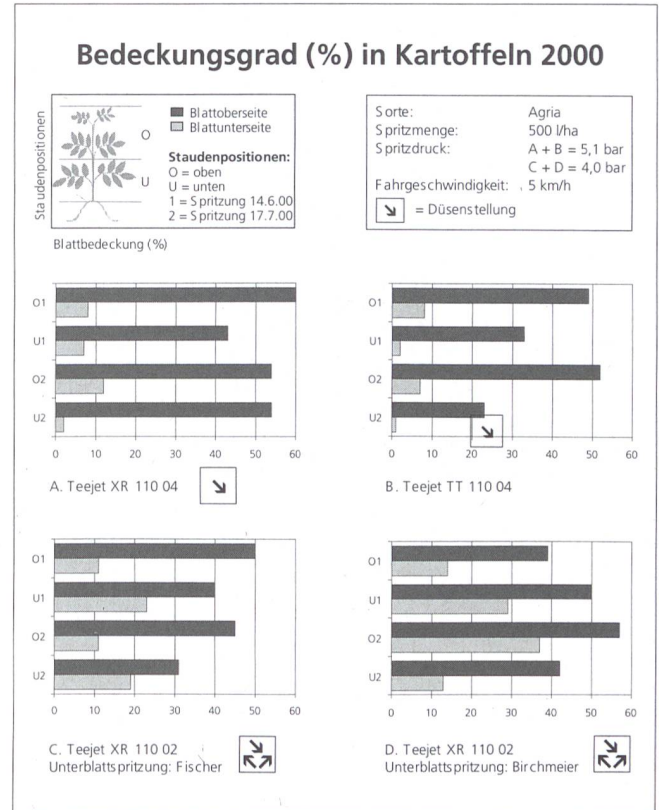 Bedeckungsgrad (%) in Kartoffeln 2000
Staudenpositionen
O
U
Blattoberseite
Blattunterseite
Staudenpositionen:
O = oben
U = unten
1 = Spritzung 14.6.00
2 = Spritzung 17.7.00
Sorte: Agria
Spritzmenge: 500 l/ha
Spritzdruck: A + B = 5,1 bar
C + D = 4,0 bar
Fahrgeschwindigkeit: 5 km/h
= Düsenstellung
Blattbedeckung (%)
O1
U1
O2
U2
0 10 20 30 40 50 60
A. Teejet XR 110 04
O1
U1
O2
U2
0 10 20 30 40 50 60
B. Teejet TT 110 04
O1
U1
O2
U2
0 10 20 30 40 50 60
C. Teejet XR 110 02
Unterblattspritzung: Fischer
O1
U1
O2
U2
0 10 20 30 40 50 60
D. Teejet XR 110 02
Unterblattspritzung: Birchmeier